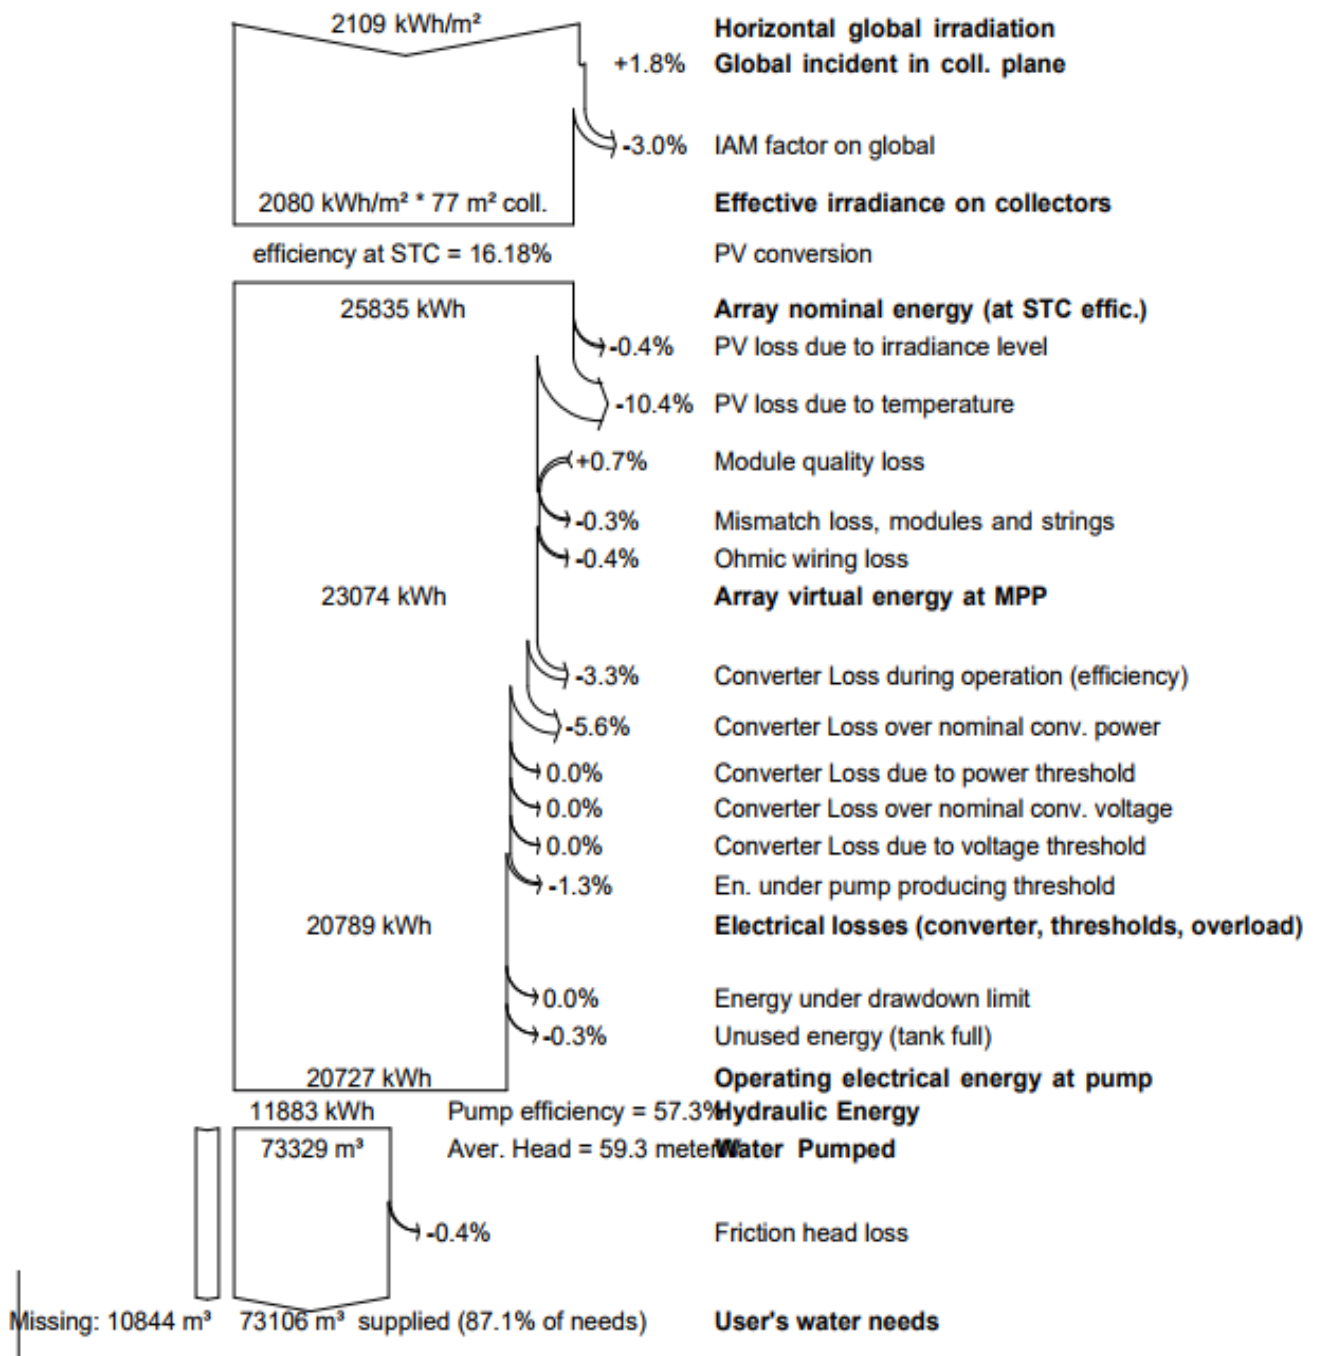 2109 kWh/m² Horizontal global irradiation
+1.8% Global incident in coll. plane
-3.0% IAM factor on global
2080 kWh/m² * 77 m² coll. Effective irradiance on collectors
efficiency at STC = 16.18% PV conversion
25835 kWh Array nominal energy (at STC effic.)
-0.4% PV loss due to irradiance level
-10.4% PV loss due to temperature
+0.7% Module quality loss
-0.3% Mismatch loss, modules and strings
-0.4% Ohmic wiring loss
23074 kWh Array virtual energy at MPP
-3.3% Converter Loss during operation (efficiency)
-5.6% Converter Loss over nominal conv. power
0.0% Converter Loss due to power threshold
0.0% Converter Loss over nominal conv. voltage
0.0% Converter Loss due to voltage threshold
-1.3% En. under pump producing threshold
20789 kWh Electrical losses (converter, thresholds, overload)
0.0% Energy under drawdown limit
-0.3% Unused energy (tank full)
20727 kWh Operating electrical energy at pump
11883 kWh Pump efficiency = 57.3% Hydraulic Energy
73329 m³ Aver. Head = 59.3 meter Water Pumped
-0.4% Friction head loss
Missing: 10844 m³ 73106 m³ supplied (87.1% of needs) User's water needs